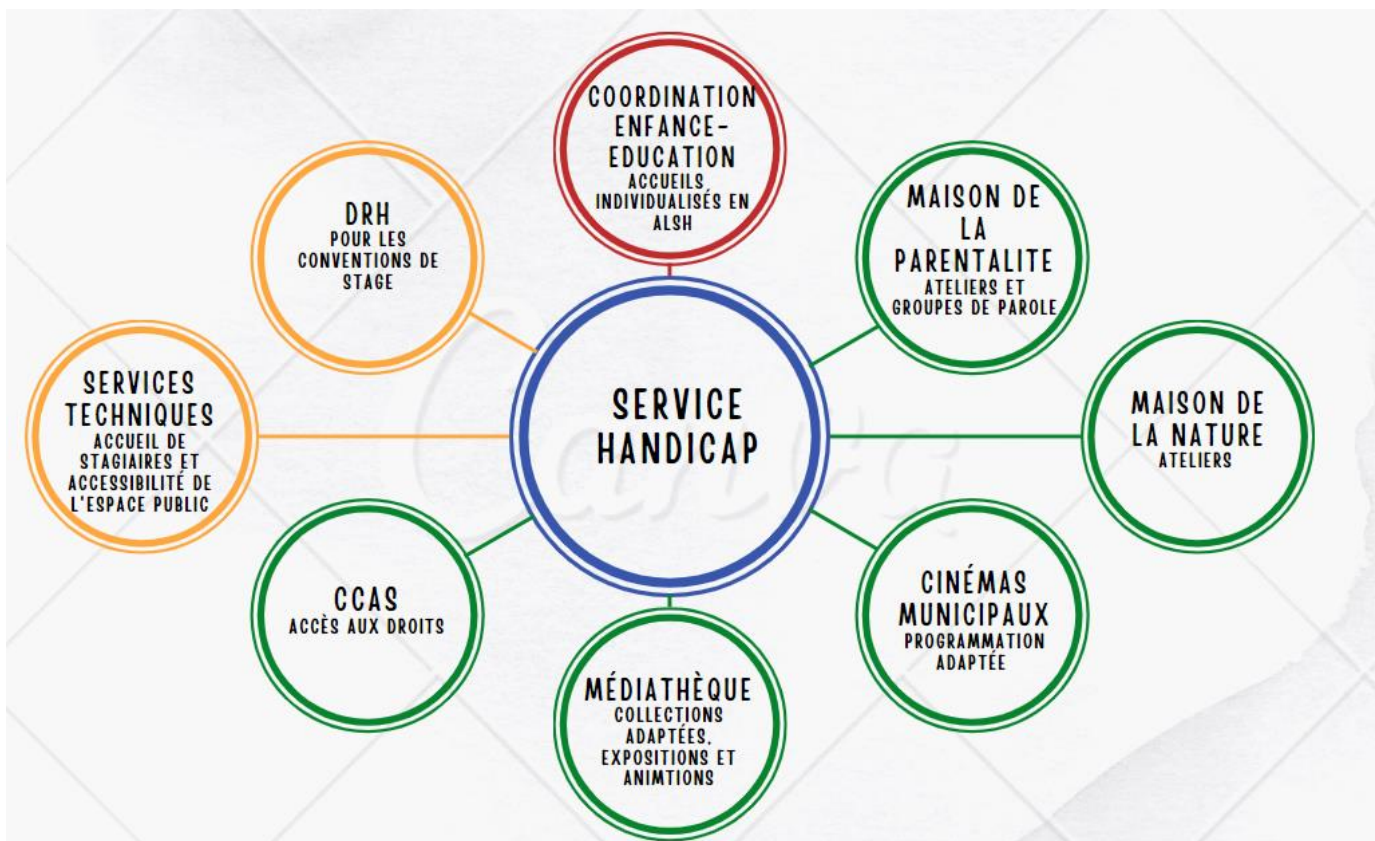 COORDINATION
ENFANCE-
EDUCATION
ACCUEILS
INDIVIDUALISÉS EN
ALSH
DRH
POUR LES
CONVENTIONS DE
STAGE
MAISON DE
LA
PARENTALITE
ATELIERS ET
GROUPES DE PAROLE
SERVICES
TECHNIQUES
ACCUEIL DE
STAGIAIRES ET
ACCESSIBILITÉ DE
L'ESPACE PUBLIC
SERVICE
HANDICAP
MAISON DE
LA NATURE
ATELIERS
CCAS
ACCÈS AUX DROITS
CINÉMAS
MUNICIPAUX
PROGRAMMATION
ADAPTÉE
MÉDIATHÈQUE
COLLECTIONS
ADAPTÉES,
EXPOSITIONS ET
ANIMTIONS
Canva